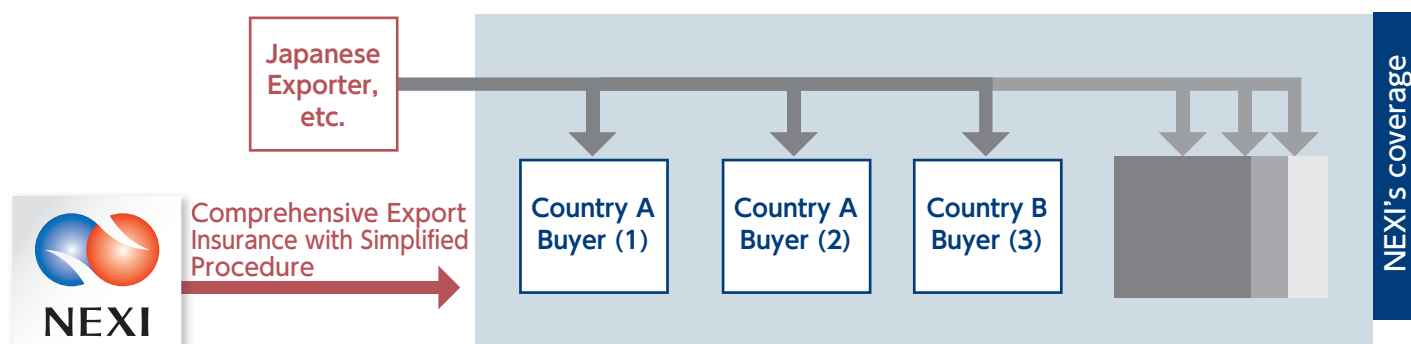 Japanese
Exporter,
etc.
Country A
Buyer (1)
Country A
Buyer (2)
Country B
Buyer (3)
NEXI's coverage
Comprehensive Export
Insurance with Simplified
Procedure
NEXI